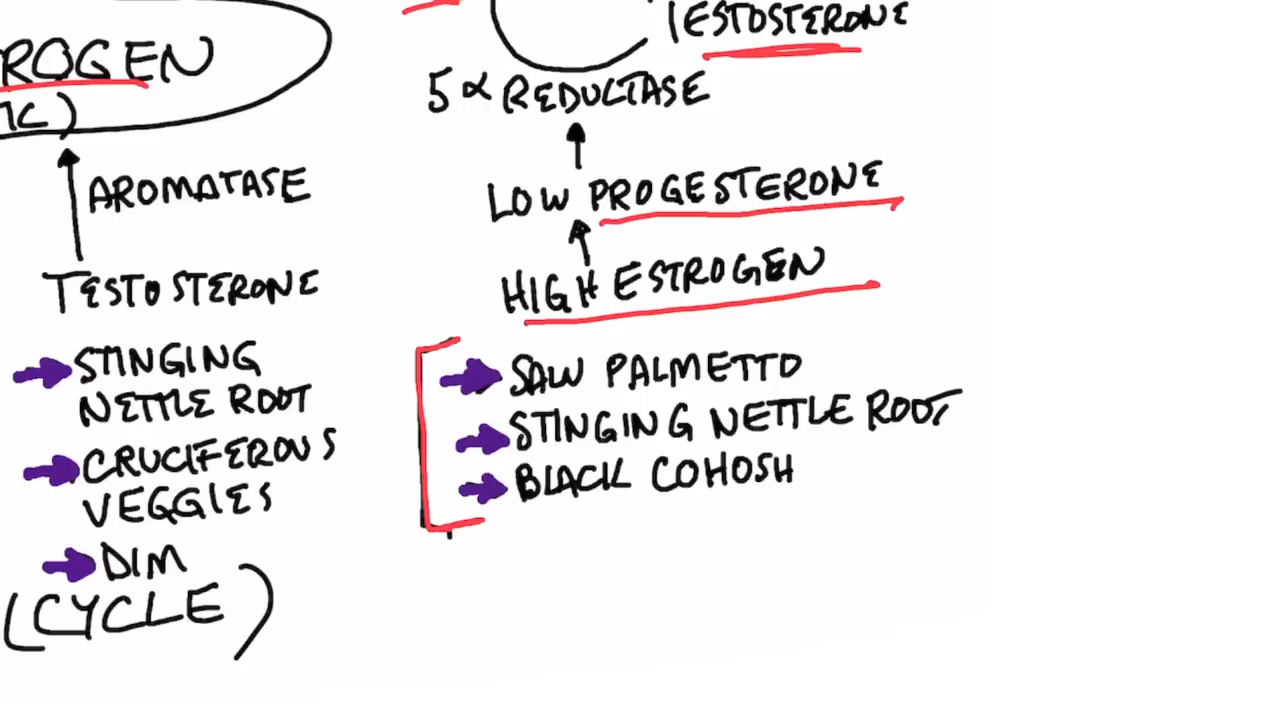 ROGEN
TESTOSTERONE
5α REDUCTASE
AROMATASE
LOW PROGESTERONE
HIGH ESTROGEN
TESTOSTERONE
STINGING
NETTLE ROOT
CRUCIFEROUS
VEGGIES
DIM
(CYCLE)
SAW PALMETTO
STINGING NETTLE ROOT
BLACK COHOSH